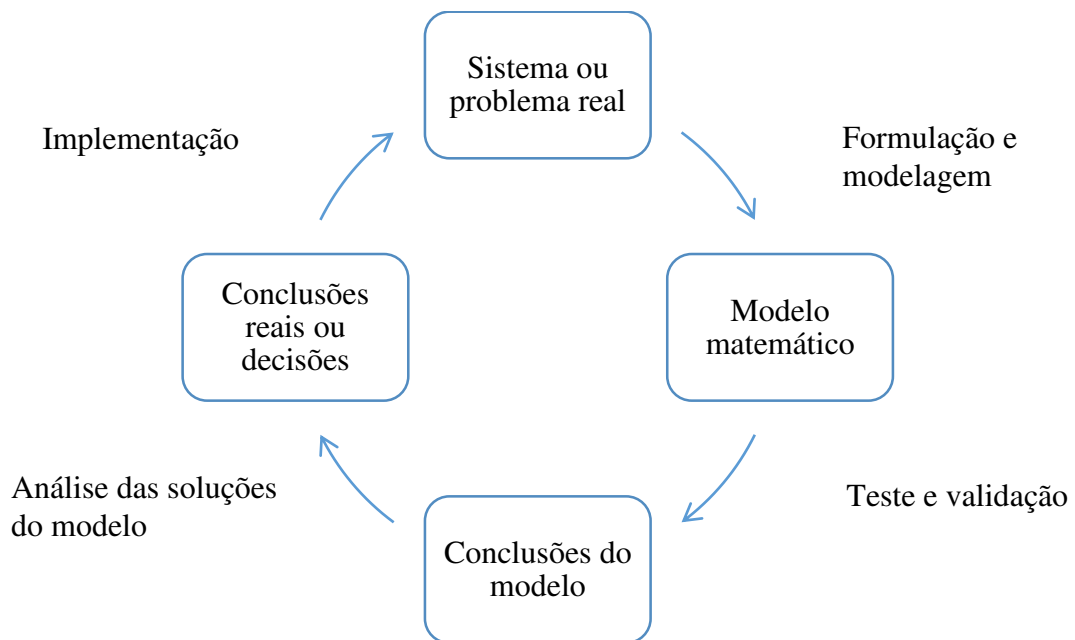 Sistema ou
problema real
Implementação
Formulação e
modelagem
Conclusões
reais ou
decisões
Modelo
matemático
Análise das soluções
do modelo
Teste e validação
Conclusões do
modelo